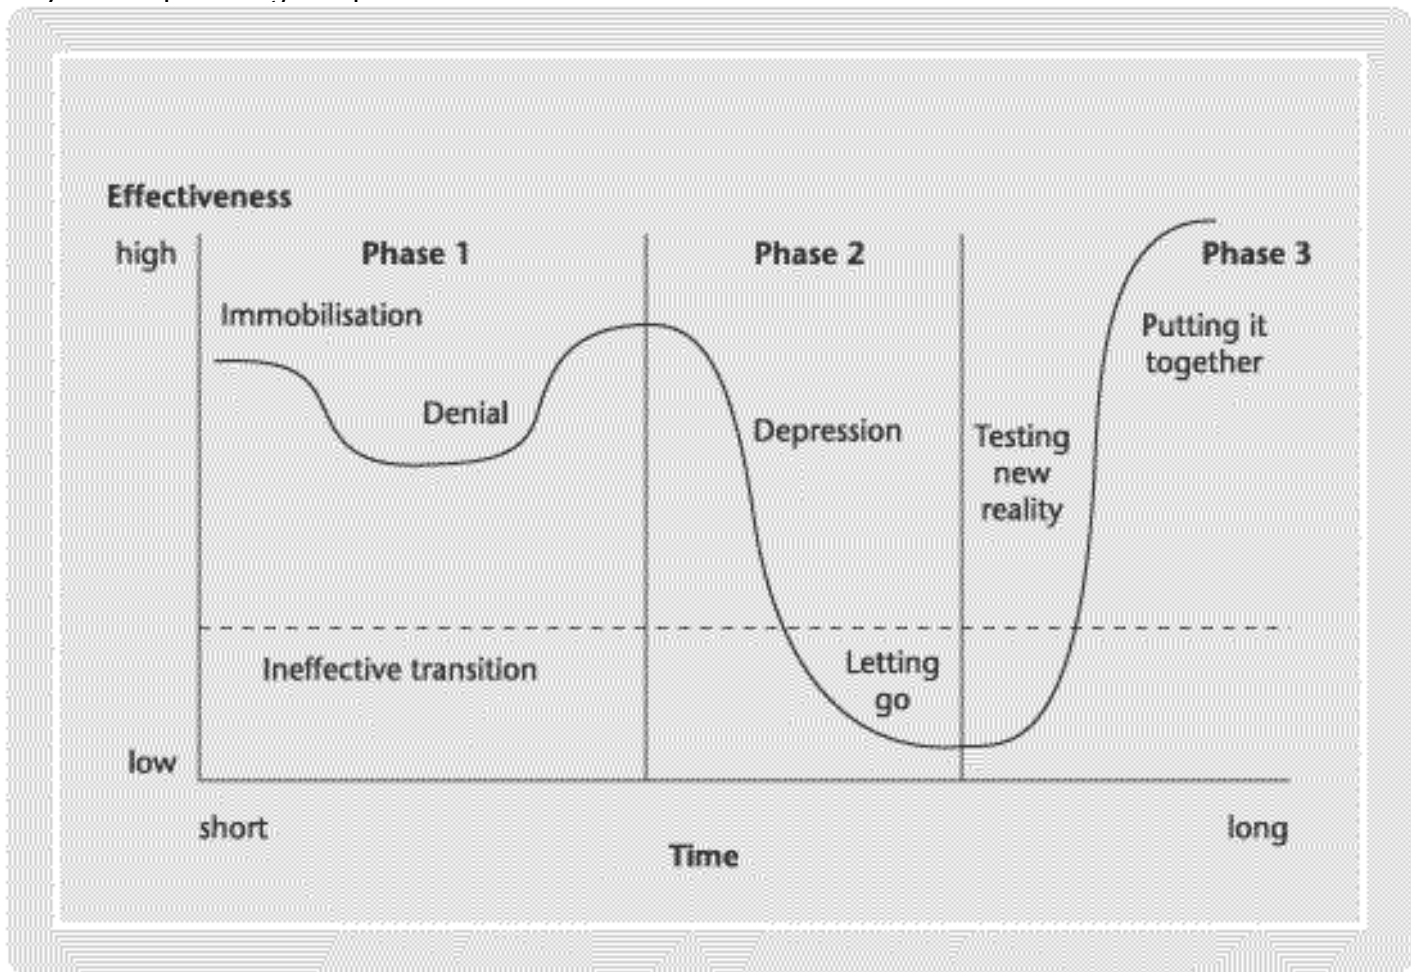 Effectiveness
high
Phase 1
Phase 2
Phase 3
Immobilisation
Putting it
together
Denial
Depression
Testing
new
reality
Ineffective transition
Letting
go
low
short
long
Time